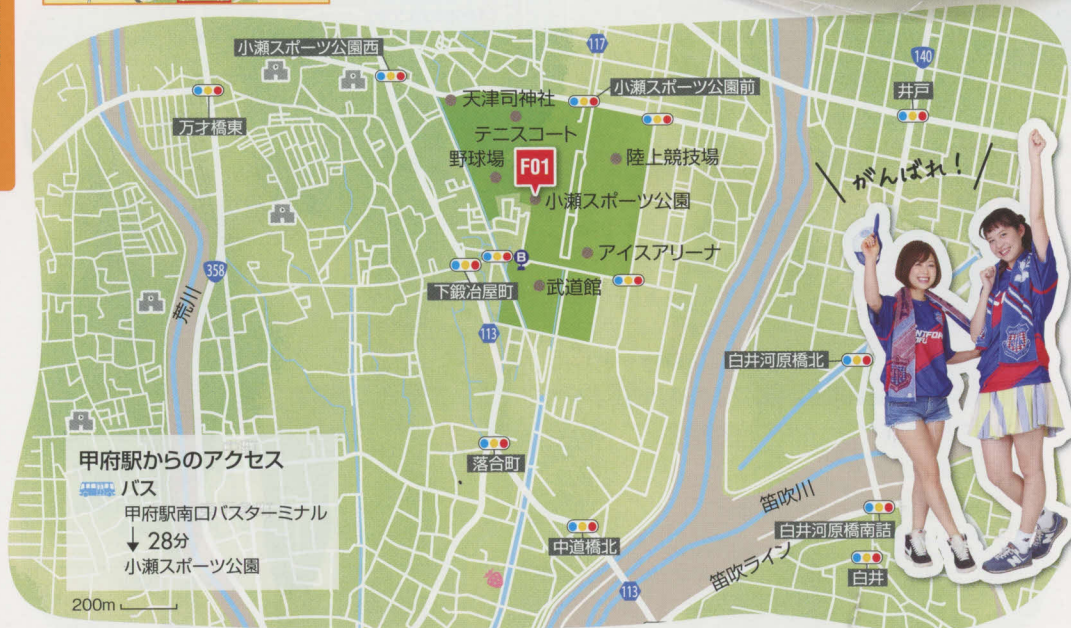 小瀬スポーツ公園西
117
140
小瀬スポーツ公園前
井戸
天津司神社
万才橋東
テニスコート
野球場
F01
陸上競技場
がんばれ!
小瀬スポーツ公園
アイスアリーナ
B
358
下鍛冶屋町
武道館
荒川
113
白井河原橋北
落合町
甲府駅からのアクセス
バス
甲府駅南口バスターミナル
28分
小瀬スポーツ公園
笛吹川
白井河原橋南詰
中道橋北
笛吹ライン
白井
113
200m